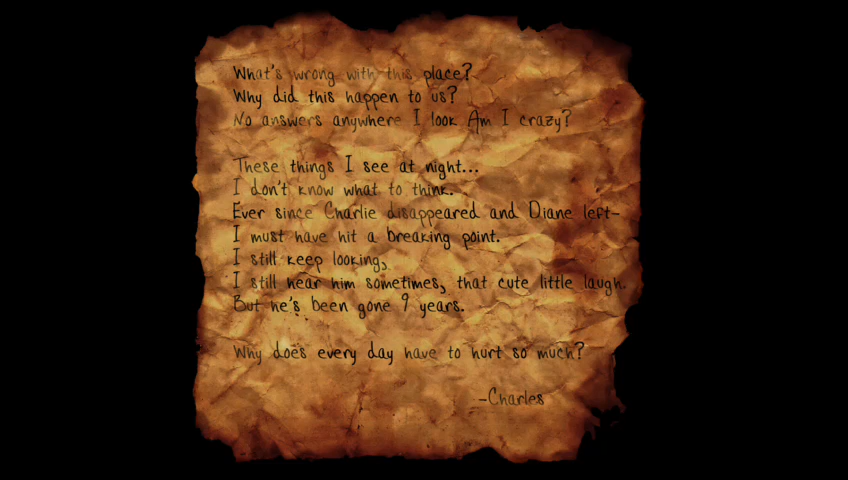 What's wrong with this place?
Why did this happen to us?
No answers anywhere I look Am I crazy?
These things I see at night...
I don't know what to think.
Ever since Charlie disappeared and Diane left-
I must have hit a breaking point.
I still keep looking,
I still hear him sometimes, that cute little laugh.
But he's been gone 9 years.
Why does every day have to hurt so much?
-Charles